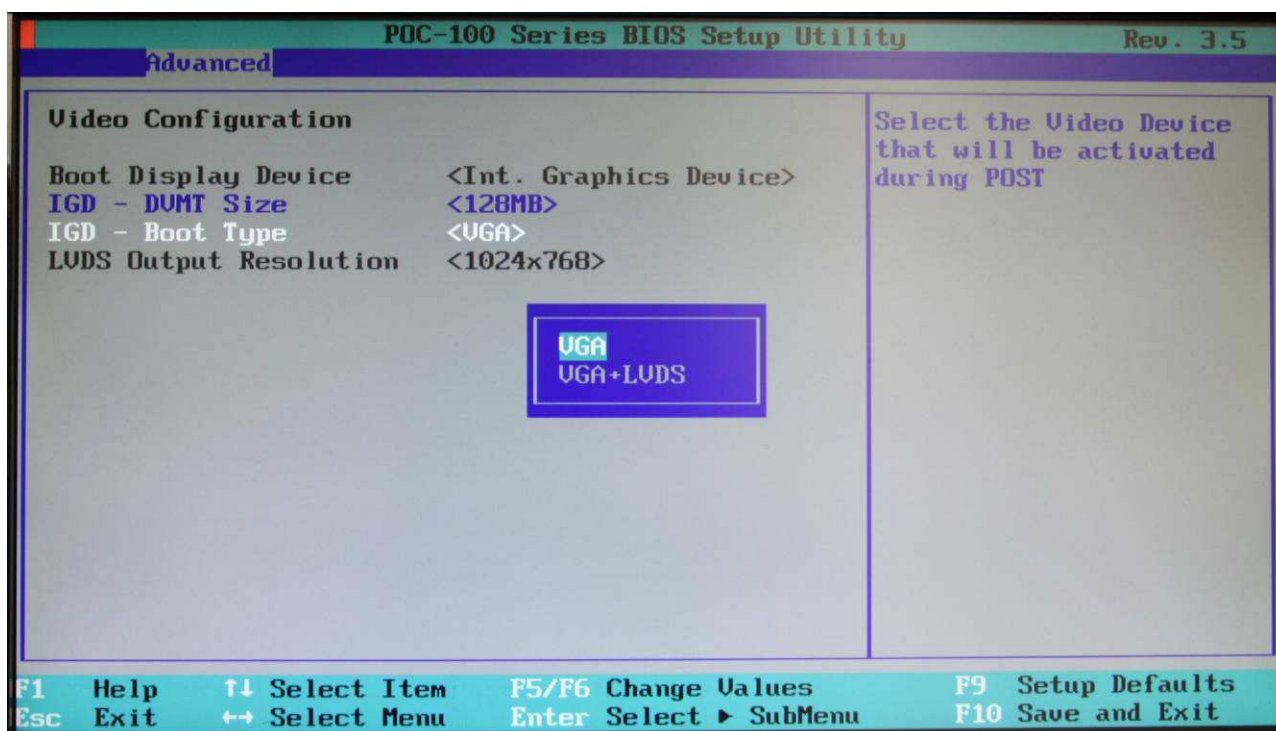 POC-100 Series BIOS Setup Utility Rev. 3.5
Advanced
Video Configuration
Boot Display Device <Int. Graphics Device>
IGD - DVMT Size <128MB>
IGD - Boot Type <VGA>
LVDS Output Resolution <1024x768>
VGA
VGA+LVDS
Select the Video Device
that will be activated
during POST
F1 Help ↑↓ Select Item F5/F6 Change Values F9 Setup Defaults
Esc Exit ↔ Select Menu Enter Select ▶ SubMenu F10 Save and Exit